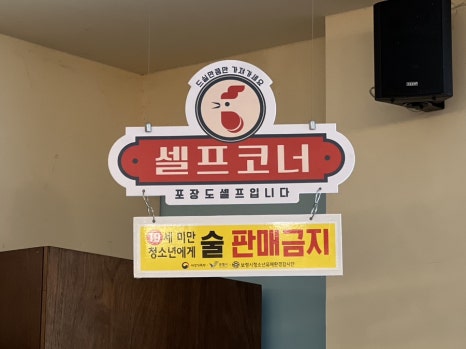 드실만큼만 가져가세요
셀프코너
포장도셀프입니다
19세 미만
청소년에게 술 판매금지